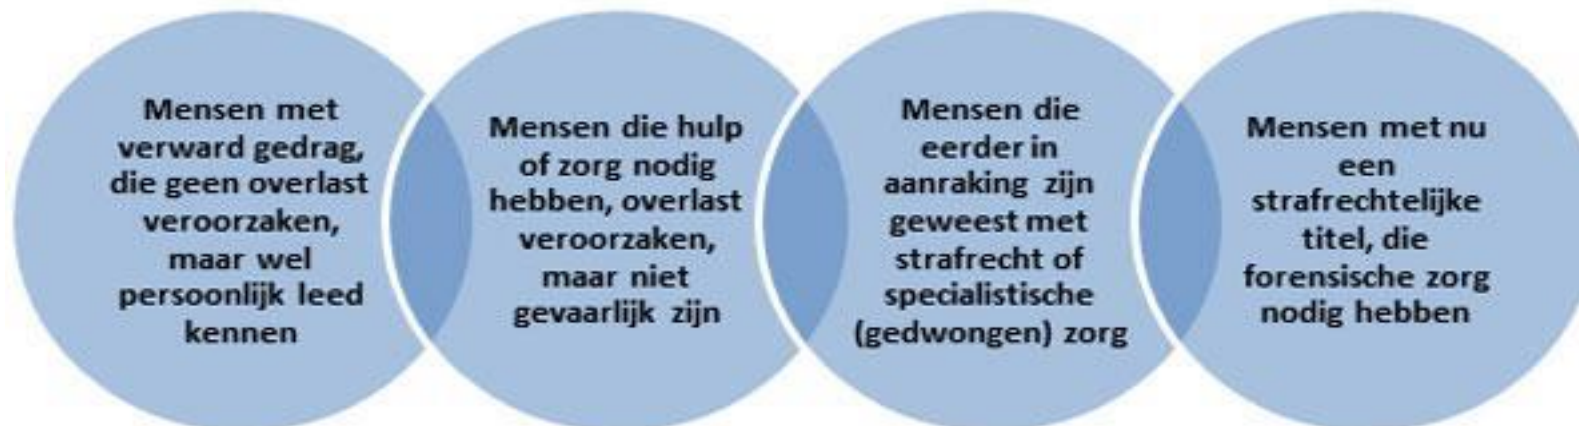 Mensen met
verward gedrag,
die geen overlast
veroorzaken,
maar wel
persoonlijk leed
kennen
Mensen die hulp
of zorg nodig
hebben, overlast
veroorzaken,
maar niet
gevaarlijk zijn
Mensen die
eerder in
aanraking zijn
geweest met
strafrecht of
specialistische
(gedwongen) zorg
Mensen met nu
een
strafrechtelijke
titel, die
forensische zorg
nodig hebben